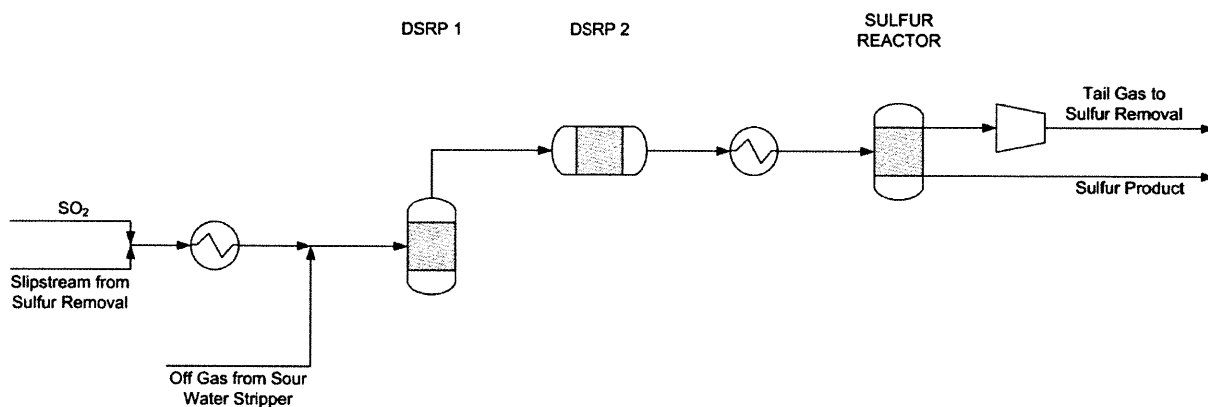 DSRP 1
DSRP 2
SULFUR
REACTOR
Tail Gas to
Sulfur Removal
Sulfur Product
SO₂
Slipstream from
Sulfur Removal
Off Gas from Sour
Water Stripper